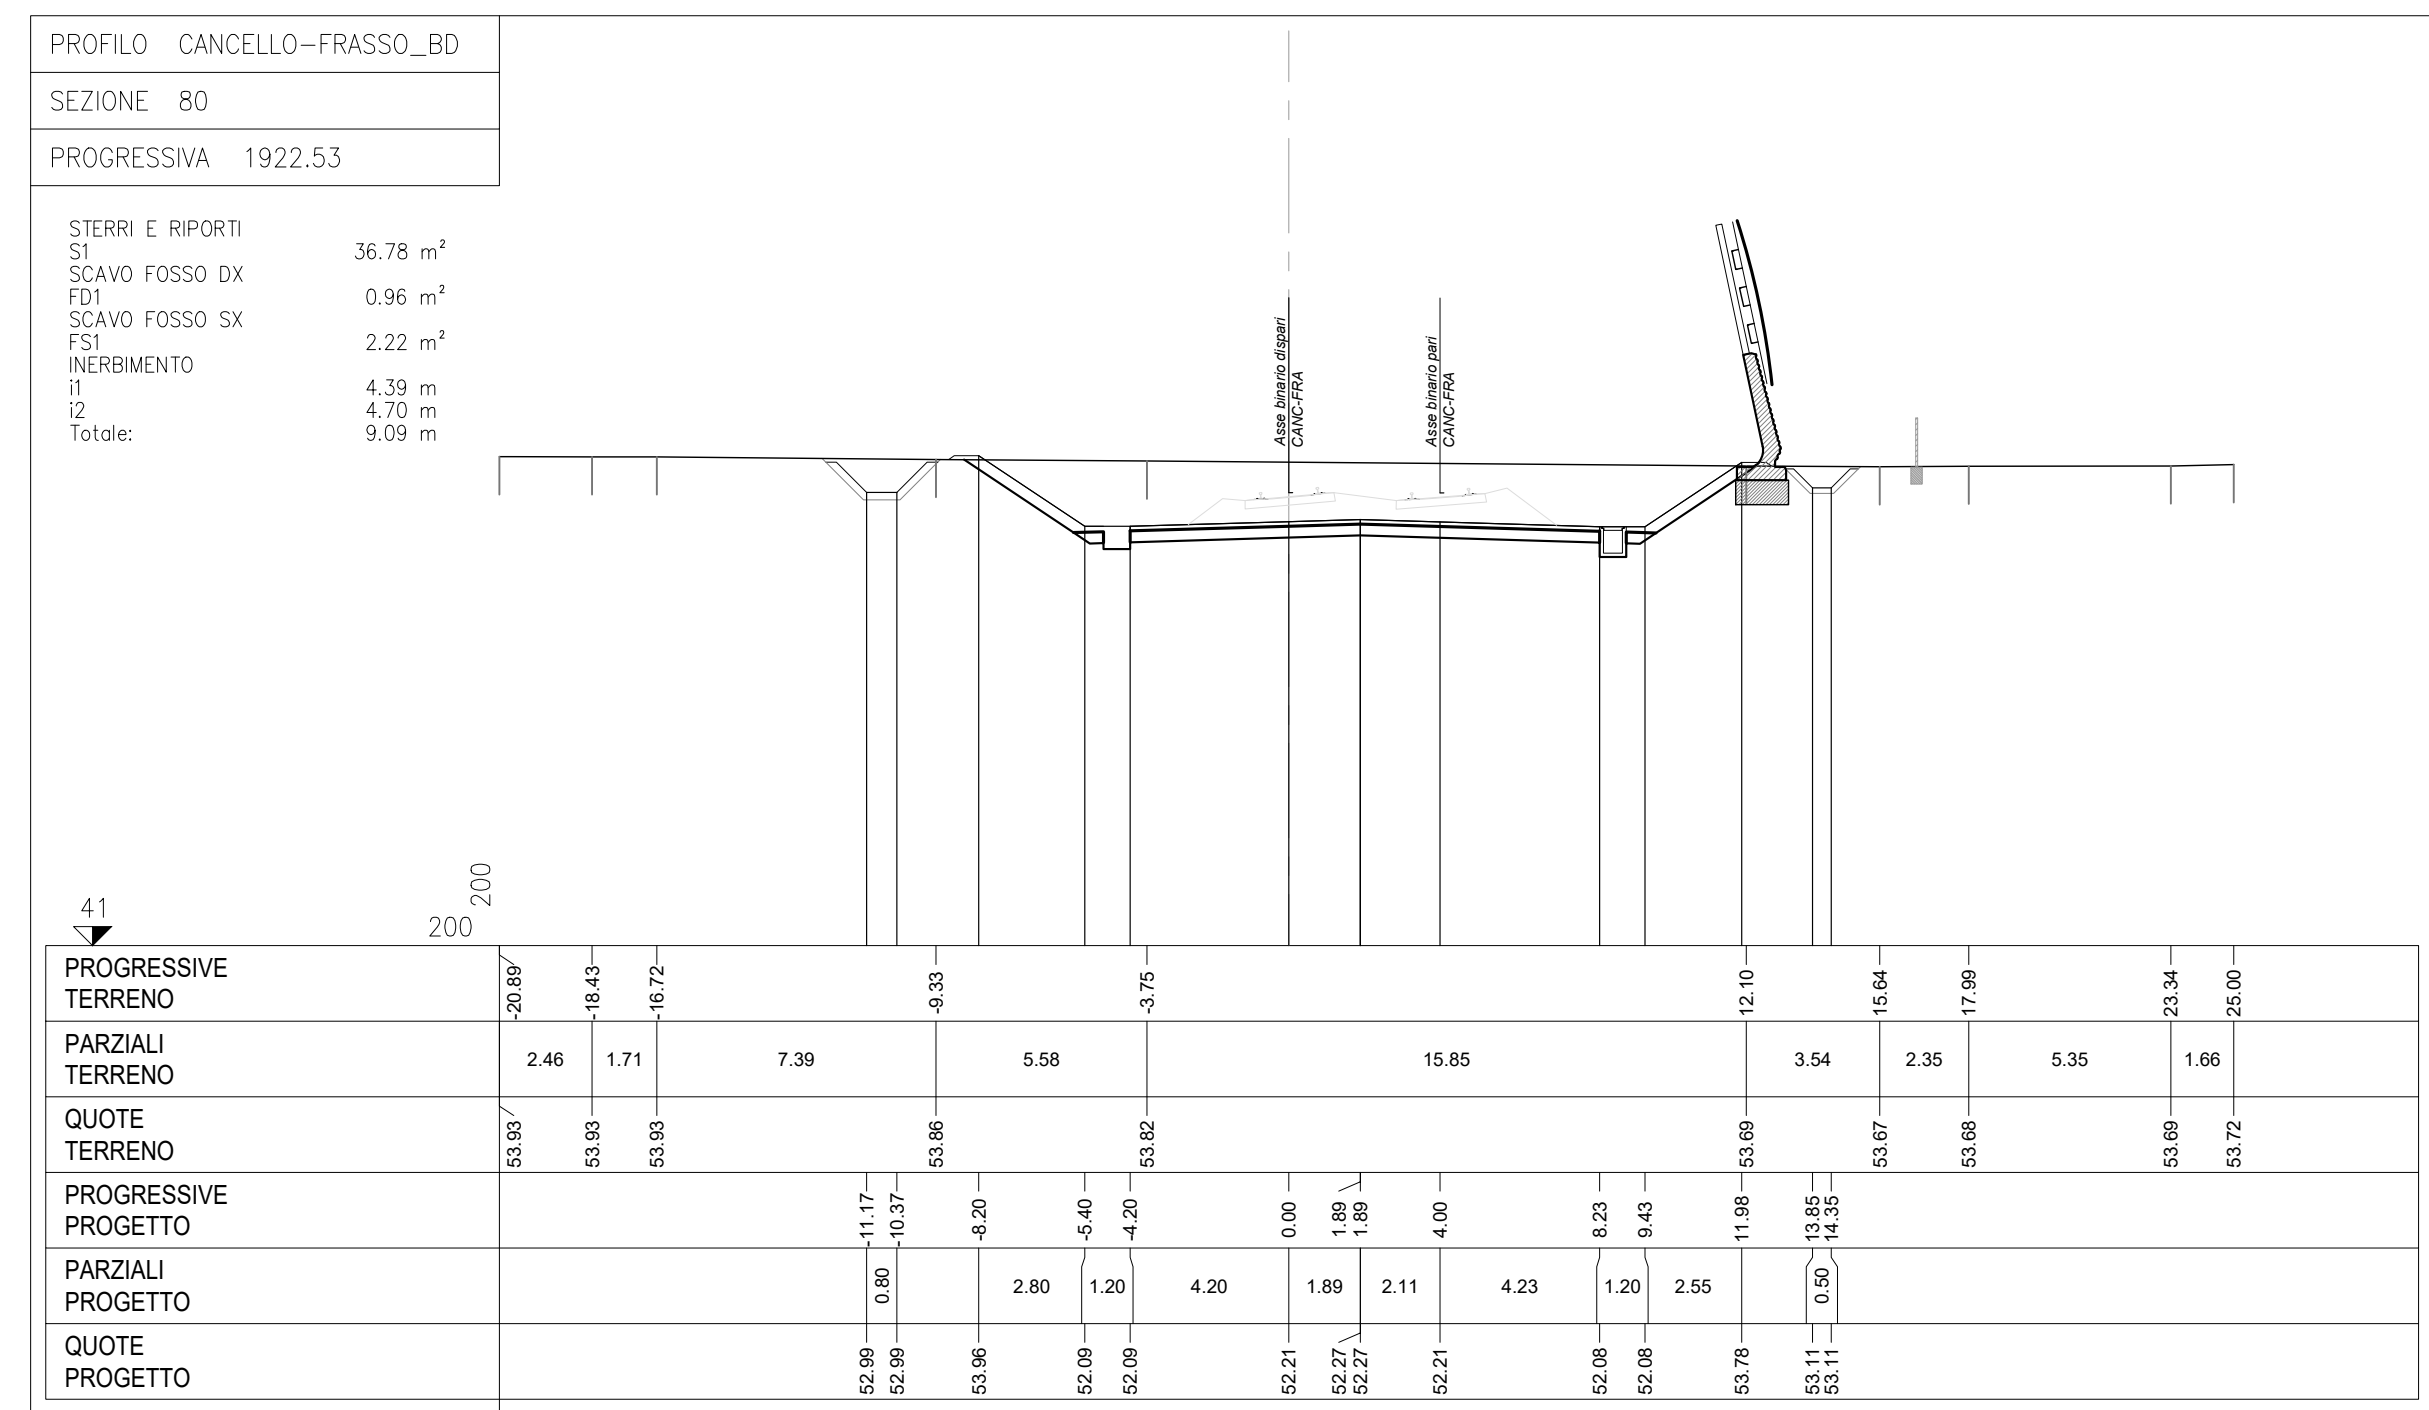 PROFILO CANCELLO-FRASSO_BD
SEZIONE 80
PROGRESSIVA 1922.53
STERRI E RIPORTI
S1 36.78 m²
SCAVO FOSSO DX
FD1 0.96 m²
SCAVO FOSSO SX
FS1 2.22 m²
INERBIMENTO
i1 4.39 m
i2 4.70 m
Totale: 9.09 m
Asse binario dispari
CANC-FRA
Asse binario pari
CANC-FRA
41
200
200
PROGRESSIVE
TERRENO
-20.89 -18.43 -16.72 -9.33 -3.75 12.10 15.64 17.99 23.34 25.00
PARZIALI
TERRENO
2.46 1.71 7.39 5.58 15.85 3.54 2.35 5.35 1.66
QUOTE
TERRENO
53.93 53.93 53.93 53.86 53.82 53.69 53.67 53.68 53.69 53.72
PROGRESSIVE
PROGETTO
-11.17 -10.37 -8.20 -5.40 -4.20 0.00 1.89 1.89 4.00 8.23 9.43 11.98 13.85 14.35
PARZIALI
PROGETTO
0.80 2.80 1.20 4.20 1.89 2.11 4.23 1.20 2.55 0.50
QUOTE
PROGETTO
52.99 52.99 53.96 52.09 52.09 52.21 52.27 52.27 52.21 52.08 52.08 53.78 53.11 53.11